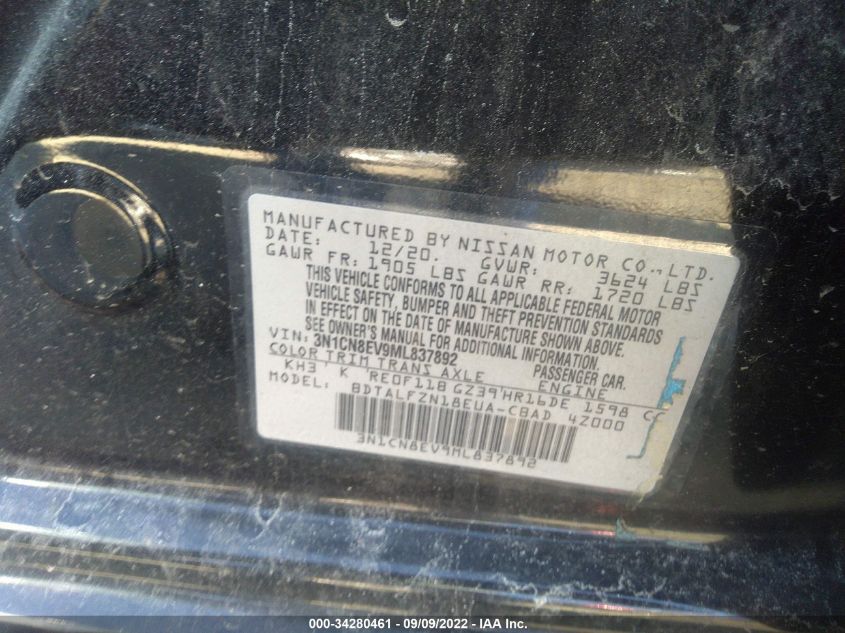 MANUFACTURED BY NISSAN MOTOR CO.,LTD.
DATE: 12/20. GVWR: 3624 LBS
GAWR FR: 1905 LBS GAWR RR: 1720 LBS
THIS VEHICLE CONFORMS TO ALL APPLICABLE FEDERAL MOTOR
VEHICLE SAFETY, BUMPER AND THEFT PREVENTION STANDARDS
IN EFFECT ON THE DATE OF MANUFACTURE SHOWN ABOVE.
SEE OWNER'S MANUAL FOR ADDITIONAL INFORMATION.
VIN: 3N1CN8EV9ML837892 PASSENGER CAR.
COLOR TRIM TRANS AXLE ENGINE
KH3 ' K 'RE0F11B GZ39'HR16DE 1598 CC
MODEL: BDTALFZN18EUA-CBAD 4Z000
3N1CN8EV9ML837892
000-34280461 - 09/09/2022 - © IAA, Inc.